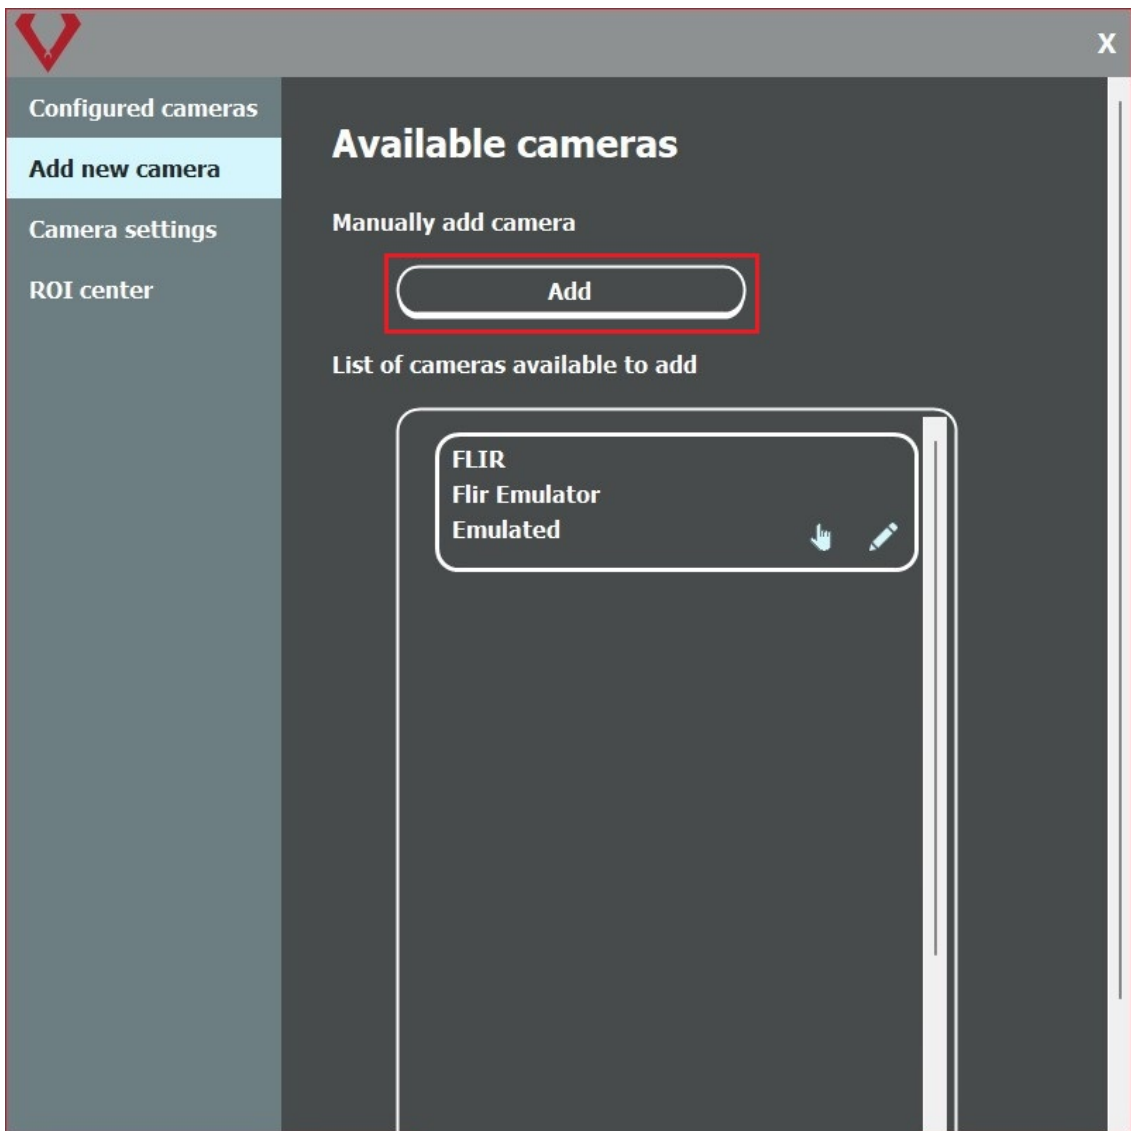 X
Configured cameras
Add new camera
Camera settings
ROI center
Available cameras
Manually add camera
Add
List of cameras available to add
FLIR
Flir Emulator
Emulated